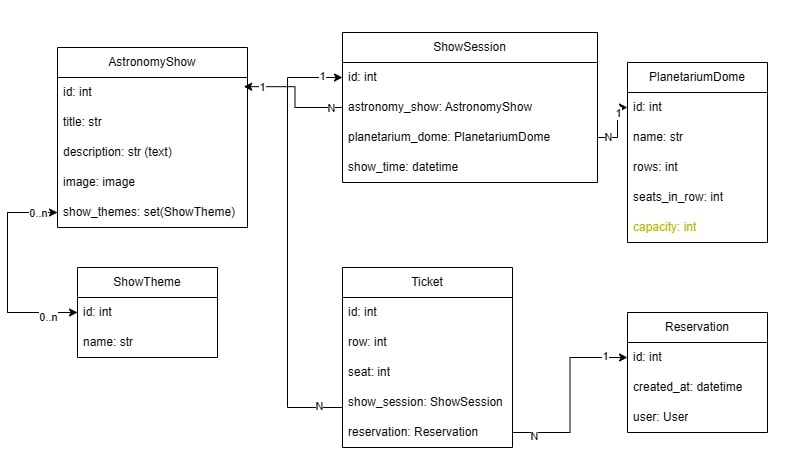 AstronomyShow
id: int
title: str
description: str (text)
image: image
show_themes: set(ShowTheme)
ShowSession
id: int
astronomy_show: AstronomyShow
planetarium_dome: PlanetariumDome
show_time: datetime
PlanetariumDome
id: int
name: str
rows: int
seats_in_row: int
capacity: int
ShowTheme
id: int
name: str
Ticket
id: int
row: int
seat: int
show_session: ShowSession
reservation: Reservation
Reservation
id: int
created_at: datetime
user: User
1
N
1
N
1
N
1
N
0..n
0..n